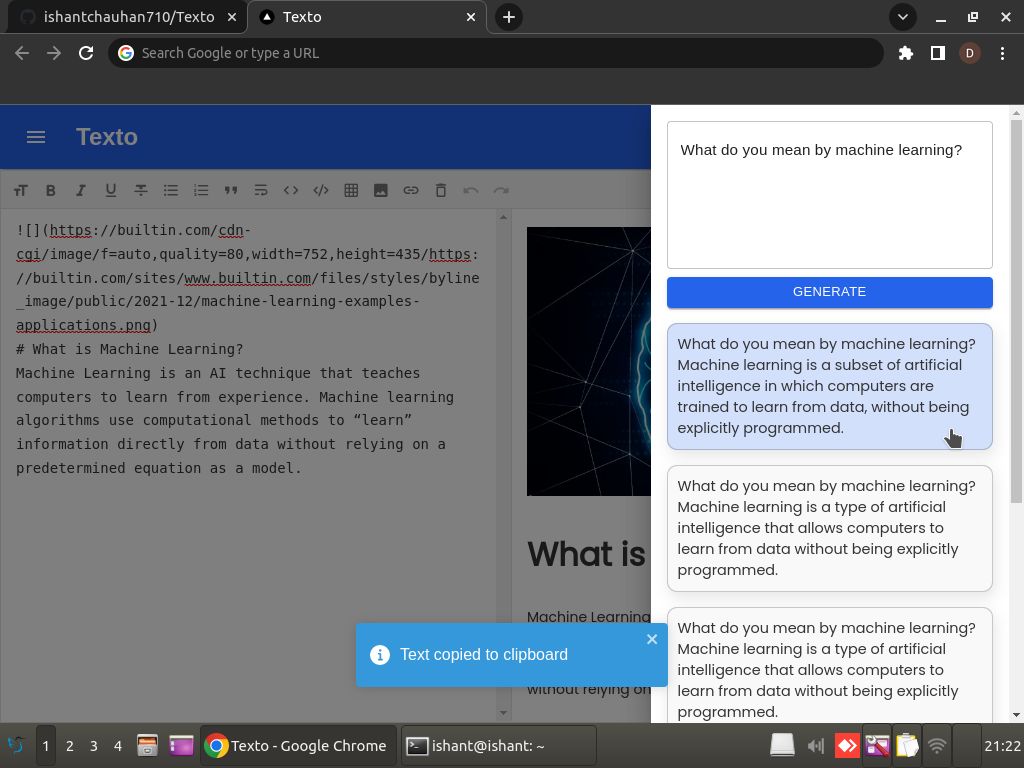 ishantchauhan710/Texto
Texto
Search Google or type a URL
D
Texto
![](https://builtin.com/cdn-
cgi/image/f=auto,quality=80,width=752,height=435/https:
//builtin.com/sites/www.builtin.com/files/styles/byline
_image/public/2021-12/machine-learning-examples-
applications.png)
# What is Machine Learning?
Machine Learning is an AI technique that teaches
computers to learn from experience. Machine learning
algorithms use computational methods to “learn”
information directly from data without relying on a
predetermined equation as a model.
What is
Machine Learning
without relying on
What do you mean by machine learning?
GENERATE
What do you mean by machine learning?
Machine learning is a subset of artificial
intelligence in which computers are
trained to learn from data, without being
explicitly programmed.
What do you mean by machine learning?
Machine learning is a type of artificial
intelligence that allows computers to
learn from data without being explicitly
programmed.
What do you mean by machine learning?
Machine learning is a type of artificial
intelligence that allows computers to
learn from data without being explicitly
programmed.
Text copied to clipboard
1 2 3 4
Texto - Google Chrome
ishant@ishant: ~
21:22